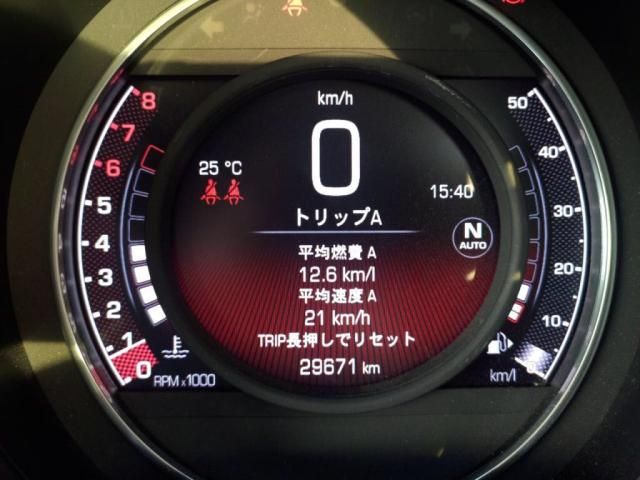 km/h
0
25 °C
15:40
トリップA
N
AUTO
平均燃費 A
12.6 km/l
平均速度 A
21 km/h
TRIP長押しでリセット
29671 km
8
7
6
5
4
3
2
1
0
RPM x1000
50
40
30
20
10
km/l